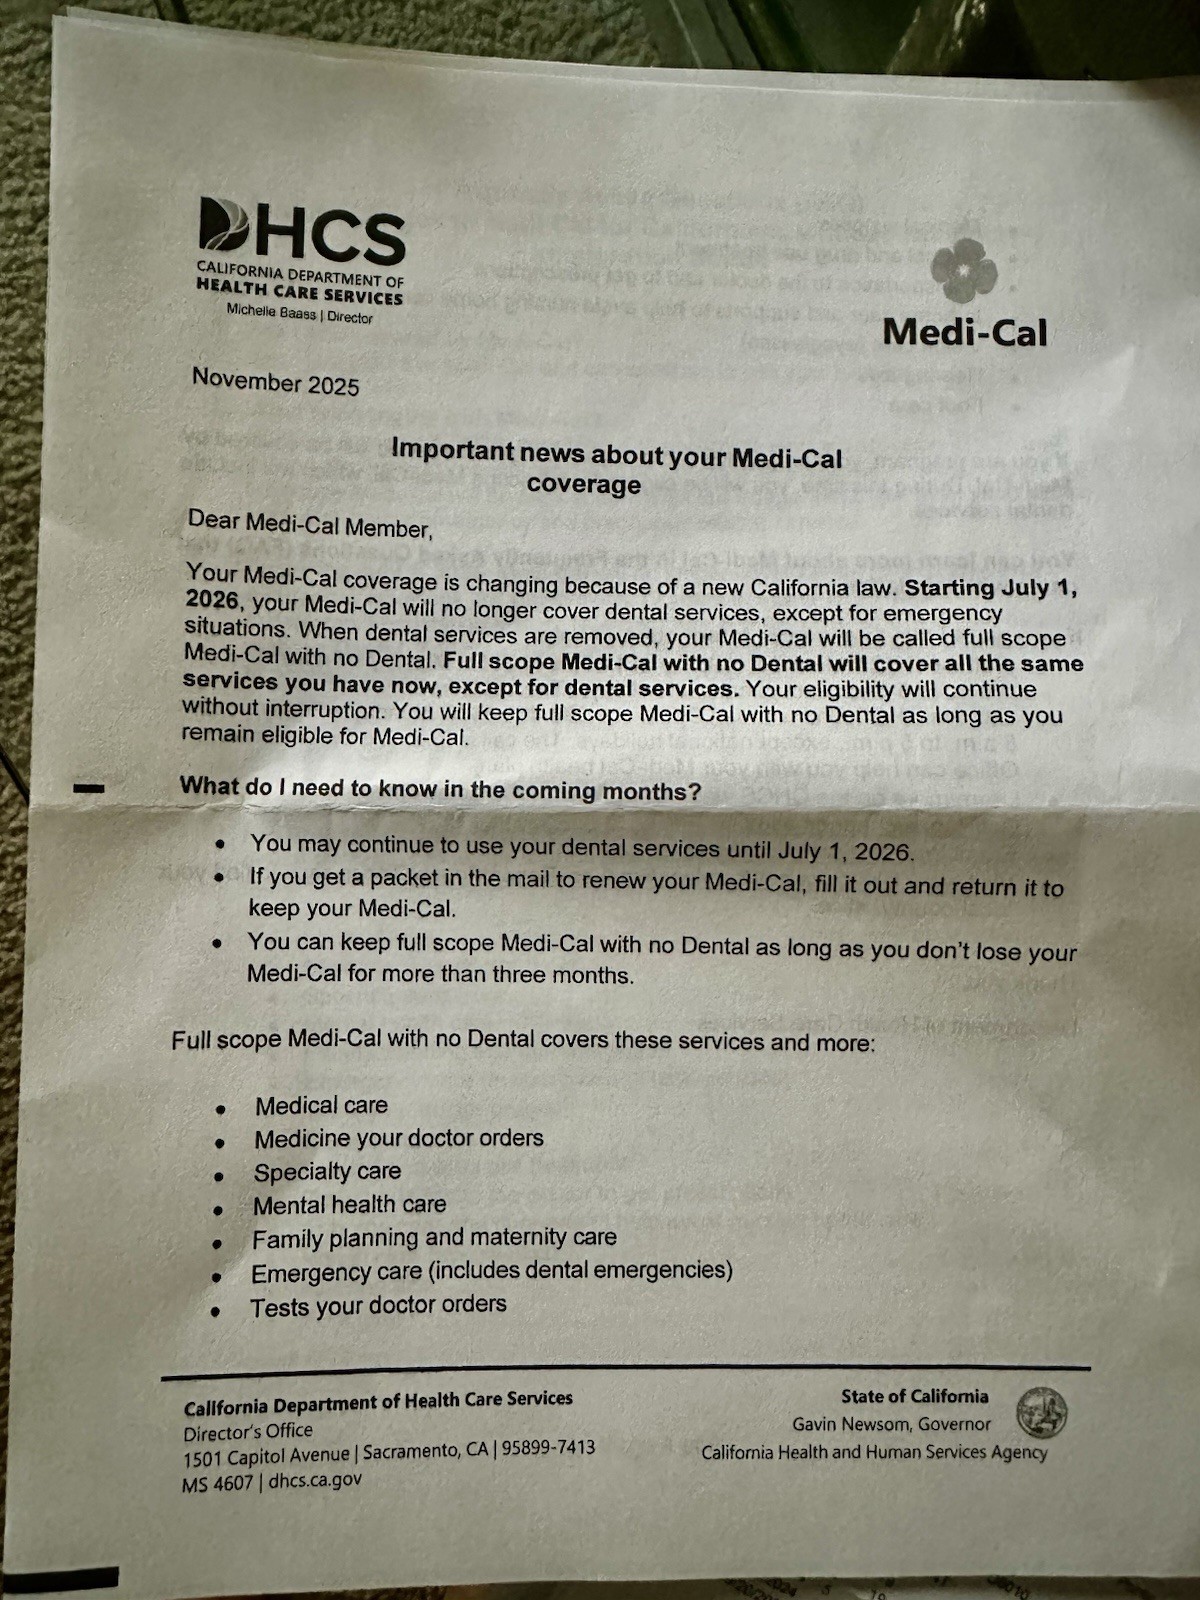 DHCS
CALIFORNIA DEPARTMENT OF
HEALTH CARE SERVICES
Michelle Baass | Director
Medi-Cal
November 2025
Important news about your Medi-Cal
coverage
Dear Medi-Cal Member,
Your Medi-Cal coverage is changing because of a new California law. Starting July 1,
2026, your Medi-Cal will no longer cover dental services, except for emergency
situations. When dental services are removed, your Medi-Cal will be called full scope
Medi-Cal with no Dental. Full scope Medi-Cal with no Dental will cover all the same
services you have now, except for dental services. Your eligibility will continue
without interruption. You will keep full scope Medi-Cal with no Dental as long as you
remain eligible for Medi-Cal.
What do I need to know in the coming months?
• You may continue to use your dental services until July 1, 2026.
• If you get a packet in the mail to renew your Medi-Cal, fill it out and return it to
keep your Medi-Cal.
• You can keep full scope Medi-Cal with no Dental as long as you don't lose your
Medi-Cal for more than three months.
Full scope Medi-Cal with no Dental covers these services and more:
• Medical care
• Medicine your doctor orders
• Specialty care
• Mental health care
• Family planning and maternity care
• Emergency care (includes dental emergencies)
• Tests your doctor orders
California Department of Health Care Services
Director's Office
1501 Capitol Avenue | Sacramento, CA | 95899-7413
MS 4607 | dhcs.ca.gov
State of California
Gavin Newsom, Governor
California Health and Human Services Agency